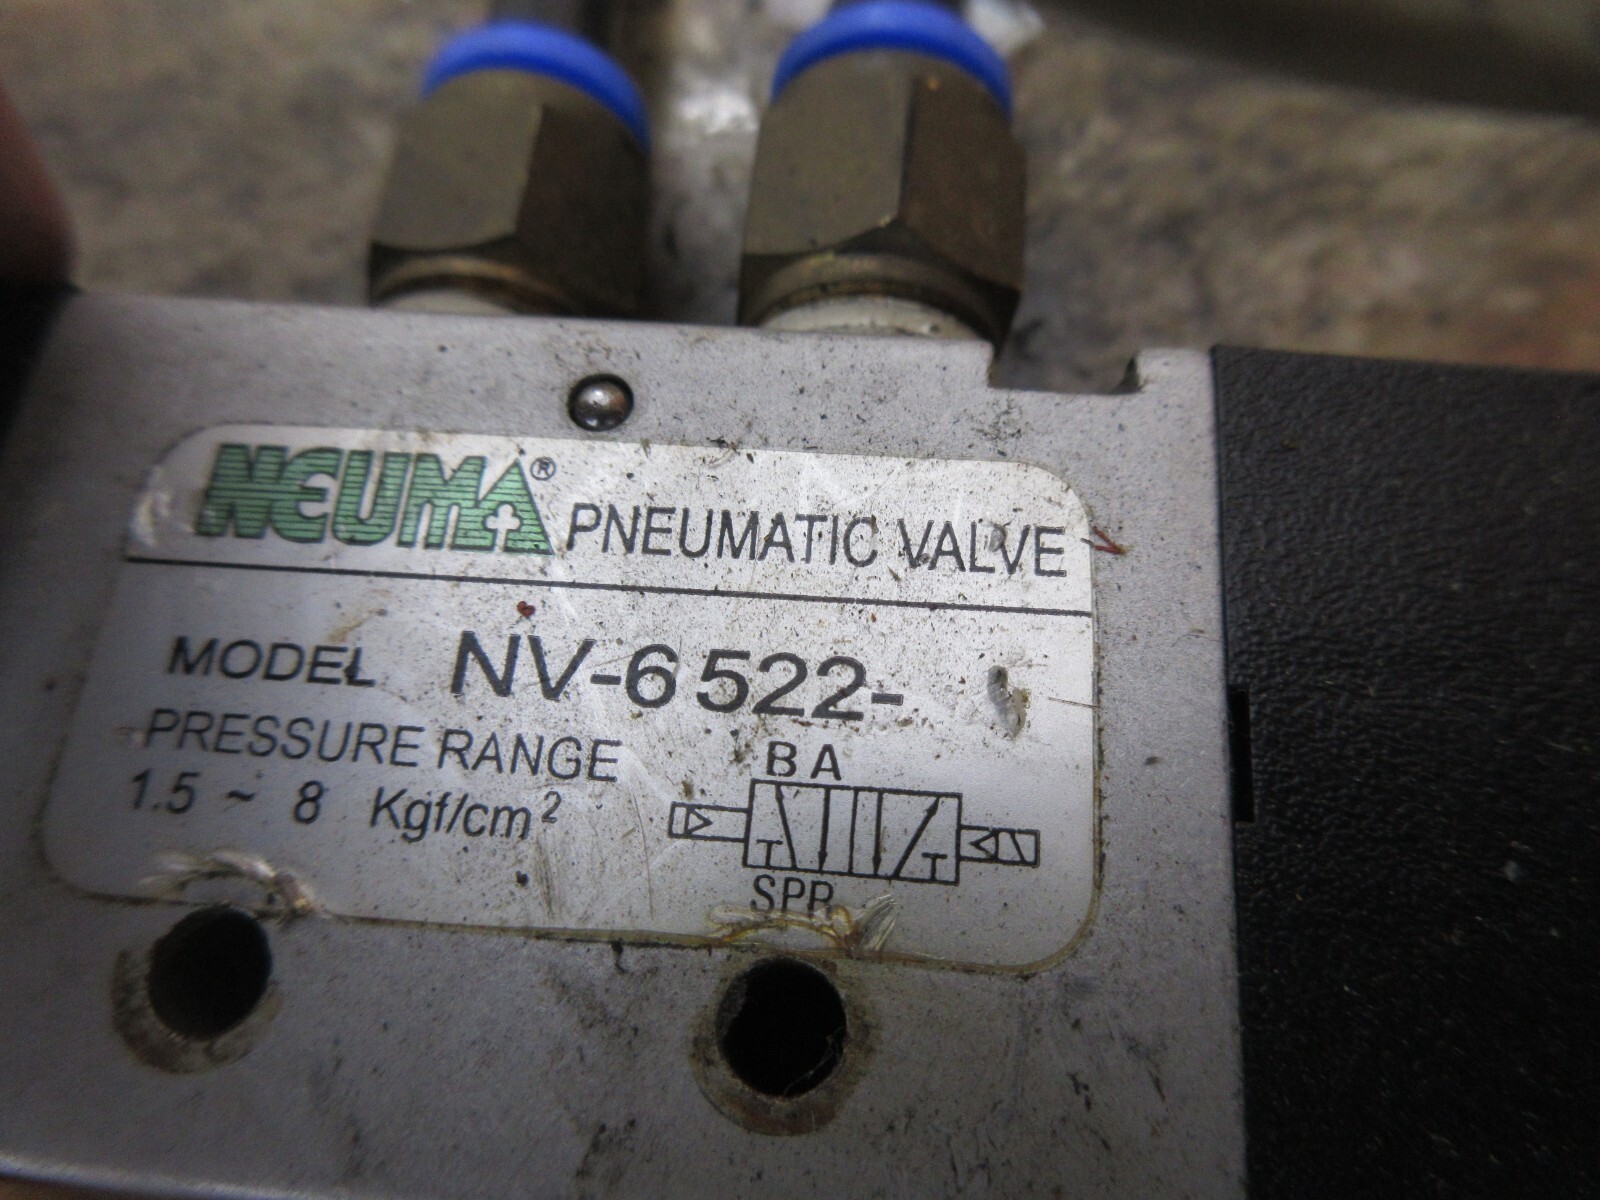 NEUMA® PNEUMATIC VALVE
MODEL NV-6522-
PRESSURE RANGE
1.5 ~ 8 Kgf/cm²
B A
T T
SPR